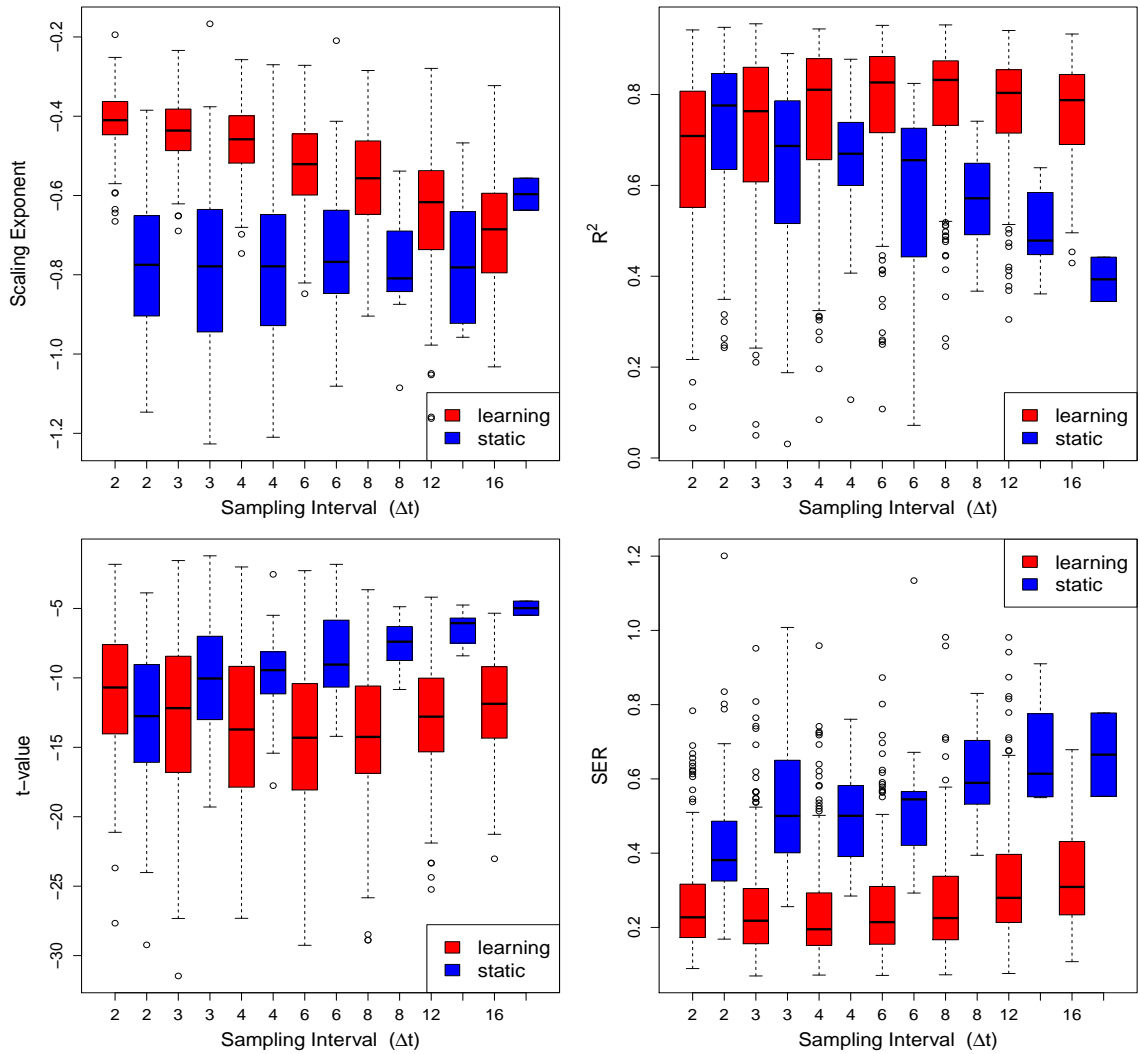 Scaling Exponent
−0.2
−0.4
−0.6
−0.8
−1.0
−1.2
learning
static
2 2 3 3 4 4 6 6 8 8 12 16
Sampling Interval (Δt)
R²
0.8
0.6
0.4
0.2
0.0
learning
static
2 2 3 3 4 4 6 6 8 8 12 16
Sampling Interval (Δt)
t−value
−5
−10
−15
−20
−25
−30
learning
static
2 2 3 3 4 4 6 6 8 8 12 16
Sampling Interval (Δt)
SER
1.2
1.0
0.8
0.6
0.4
0.2
learning
static
2 2 3 3 4 4 6 6 8 8 12 16
Sampling Interval (Δt)